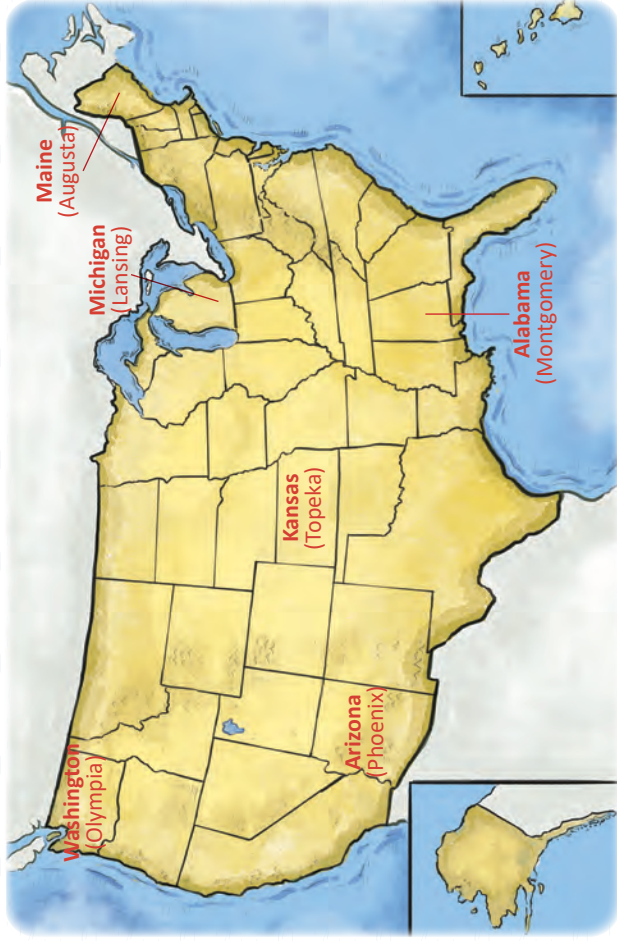 Washington
(Olympia)
Arizona
(Phoenix)
Kansas
(Topeka)
Michigan
(Lansing)
Maine
(Augusta)
Alabama
(Montgomery)